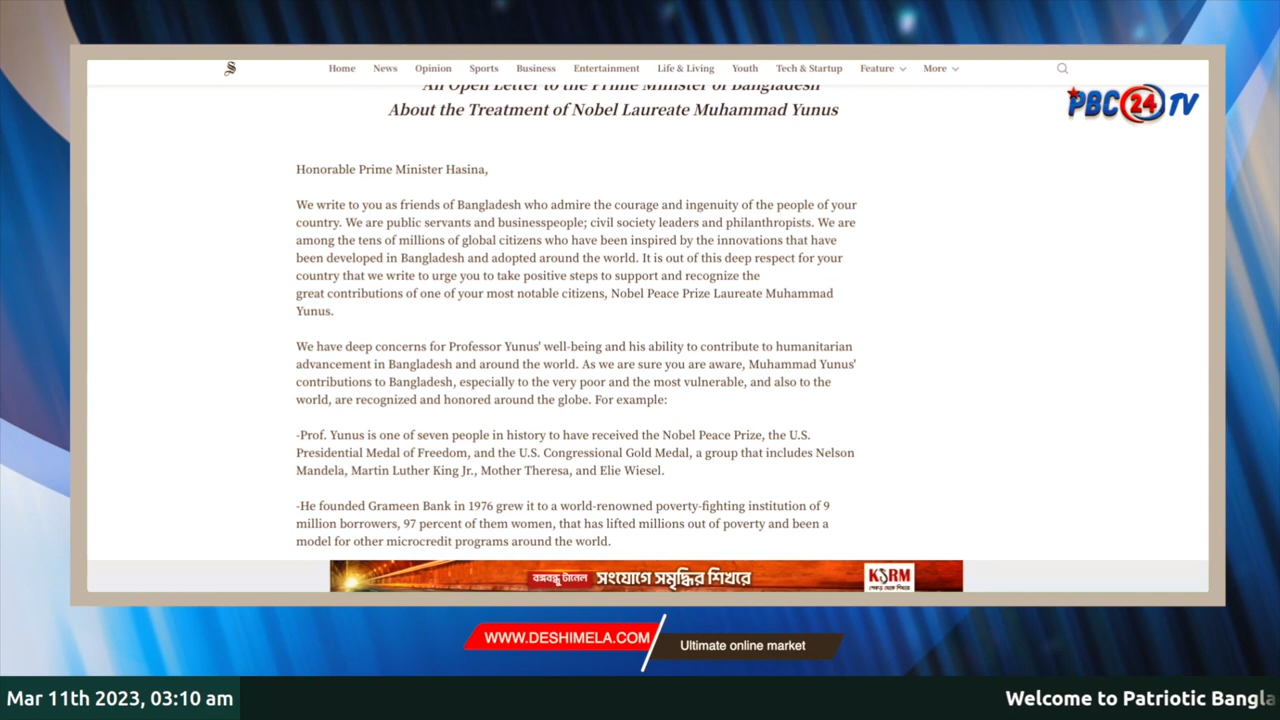 Home News Opinion Sports Business Entertainment Life & Living Youth Tech & Startup Feature More
An Open Letter to the Prime Minister of Bangladesh
About the Treatment of Nobel Laureate Muhammad Yunus
PBC 24 TV
Honorable Prime Minister Hasina,
We write to you as friends of Bangladesh who admire the courage and ingenuity of the people of your
country. We are public servants and businesspeople; civil society leaders and philanthropists. We are
among the tens of millions of global citizens who have been inspired by the innovations that have
been developed in Bangladesh and adopted around the world. It is out of this deep respect for your
country that we write to urge you to take positive steps to support and recognize the
great contributions of one of your most notable citizens, Nobel Peace Prize Laureate Muhammad
Yunus.
We have deep concerns for Professor Yunus' well-being and his ability to contribute to humanitarian
advancement in Bangladesh and around the world. As we are sure you are aware, Muhammad Yunus'
contributions to Bangladesh, especially to the very poor and the most vulnerable, and also to the
world, are recognized and honored around the globe. For example:
-Prof. Yunus is one of seven people in history to have received the Nobel Peace Prize, the U.S.
Presidential Medal of Freedom, and the U.S. Congressional Gold Medal, a group that includes Nelson
Mandela, Martin Luther King Jr., Mother Theresa, and Elie Wiesel.
-He founded Grameen Bank in 1976 grew it to a world-renowned poverty-fighting institution of 9
million borrowers, 97 percent of them women, that has lifted millions out of poverty and been a
model for other microcredit programs around the world.
বঙ্গবন্ধু টানেল সংযোগে সমৃদ্ধির শিখরে KSRM
WWW.DESHIMELA.COM Ultimate online market
Mar 11th 2023, 03:10 am Welcome to Patriotic Bangla